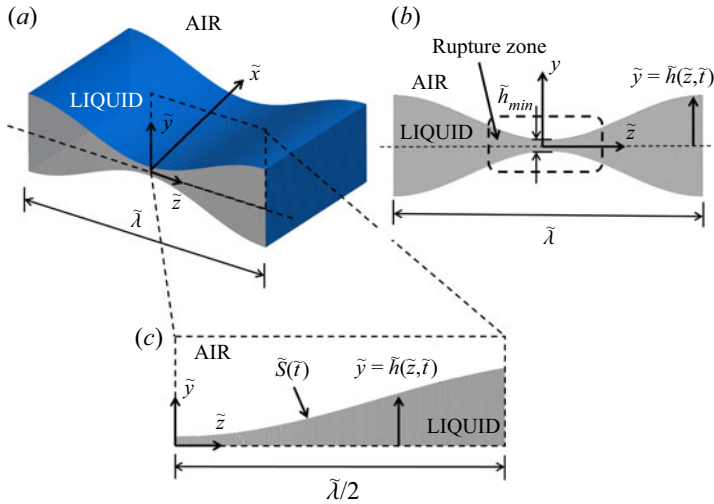 (a)
AIR
x̃
LIQUID
ỹ
z̃
λ̃
(b)
Rupture zone
y
AIR
h̃min
ỹ = h̃(z̃,t̃)
LIQUID
z̃
λ̃
(c)
AIR
S̃(t̃)
ỹ = h̃(z̃,t̃)
ỹ
z̃
LIQUID
λ̃/2